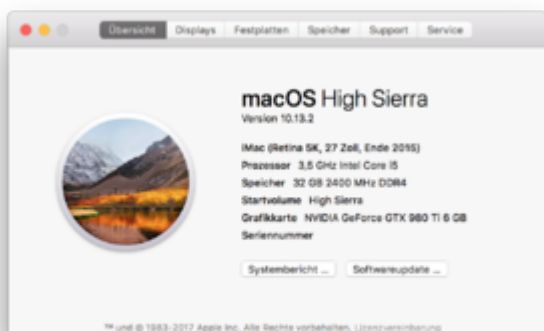 Übersicht Displays Festplatten Speicher Support Service
macOS High Sierra
Version 10.13.2
iMac (Retina 5K, 27 Zoll, Ende 2015)
Prozessor 3,5 GHz Intel Core i5
Speicher 32 GB 2400 MHz DDR4
Startvolume High Sierra
Grafikkarte NVIDIA GeForce GTX 980 Ti 6 GB
Seriennummer
Systembericht ... Softwareupdate ...
™ und © 1983-2017 Apple Inc. Alle Rechte vorbehalten. Lizenzvereinbarung